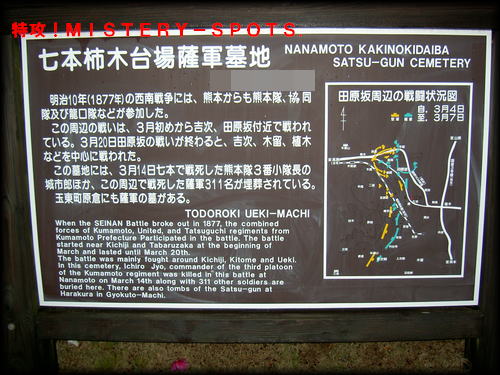 特攻!MISTERY-SPOTS
七本柿木台場薩軍墓地
NANAMOTO KAKINOKIDAIBA
SATSU-GUN CEMETERY
明治10年(1877年)の西南戦争には、熊本からも熊本隊、協同
隊及び龍口隊などが参加した。
この周辺の戦いは、3月初めから吉次、田原坂付近で戦われ
ている。3月20日田原坂の戦いが終わると、吉次、木留、植木
などを中心に戦われた。
この墓地には、3月14日七本で戦死した熊本隊3番小隊長の
城市郎ほか、この周辺で戦死した薩軍311名が埋葬されている。
玉東町原倉にも薩軍の墓がある。
TODOROKI UEKI-MACHI
When the SEINAN Battle broke out in 1877, the combined
forces of Kumamoto, United, and Tatsuguchi regiments from
Kumamoto Prefecture Participated in the battle. The battle
started near Kichiji and Tabaruzaka at the beginning of
March and lasted until March 20th.
The battle was mainly fought around Kichiji, Kitome and Ueki.
In this cemetery, Ichiro Jyo, commander of the third platoon
of the Kumamoto regiment was killed in this battle at
Nanamoto on March 14th along with 311 other soldiers are
buried here. There are also tombs of the Satsu-gun at
Harakura in Gyokuto-Machi.
田原坂周辺の戦闘状況図
自. 3月4日
至. 3月7日